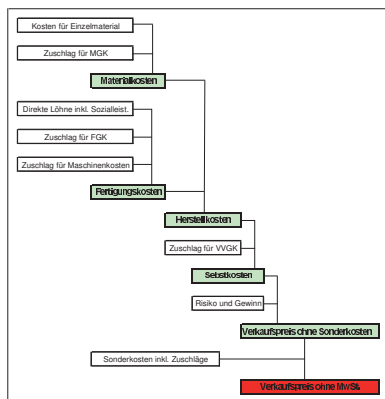 Kosten für Einzelmaterial
Zuschlag für MGK
Materialkosten
Direkte Löhne inkl. Sozialleist.
Zuschlag für FGK
Zuschlag für Maschinenkosten
Fertigungskosten
Herstellkosten
Zuschlag für VVGK
Selbstkosten
Risiko und Gewinn
Verkaufspreis ohne Sonderkosten
Sonderkosten inkl. Zuschläge
Verkaufspreis ohne MwSt.